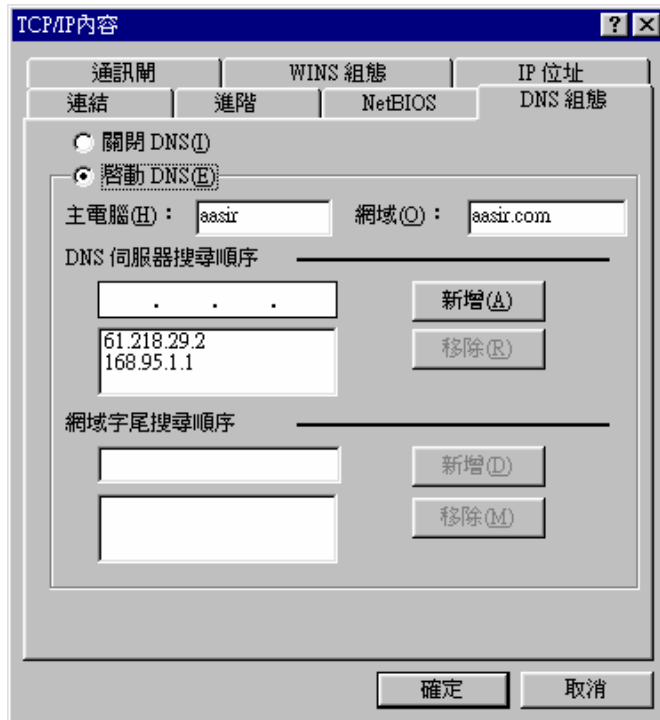 TCP/IP內容
通訊閘 WINS 組態 IP 位址
連結 進階 NetBIOS DNS 組態
關閉 DNS(I)
啓動 DNS(E)
主電腦(H)： aasir 網域(O)： aasir.com
DNS 伺服器搜尋順序
. . . 新增(A)
61.218.29.2
168.95.1.1
移除(R)
網域字尾搜尋順序
新增(D)
移除(M)
確定 取消